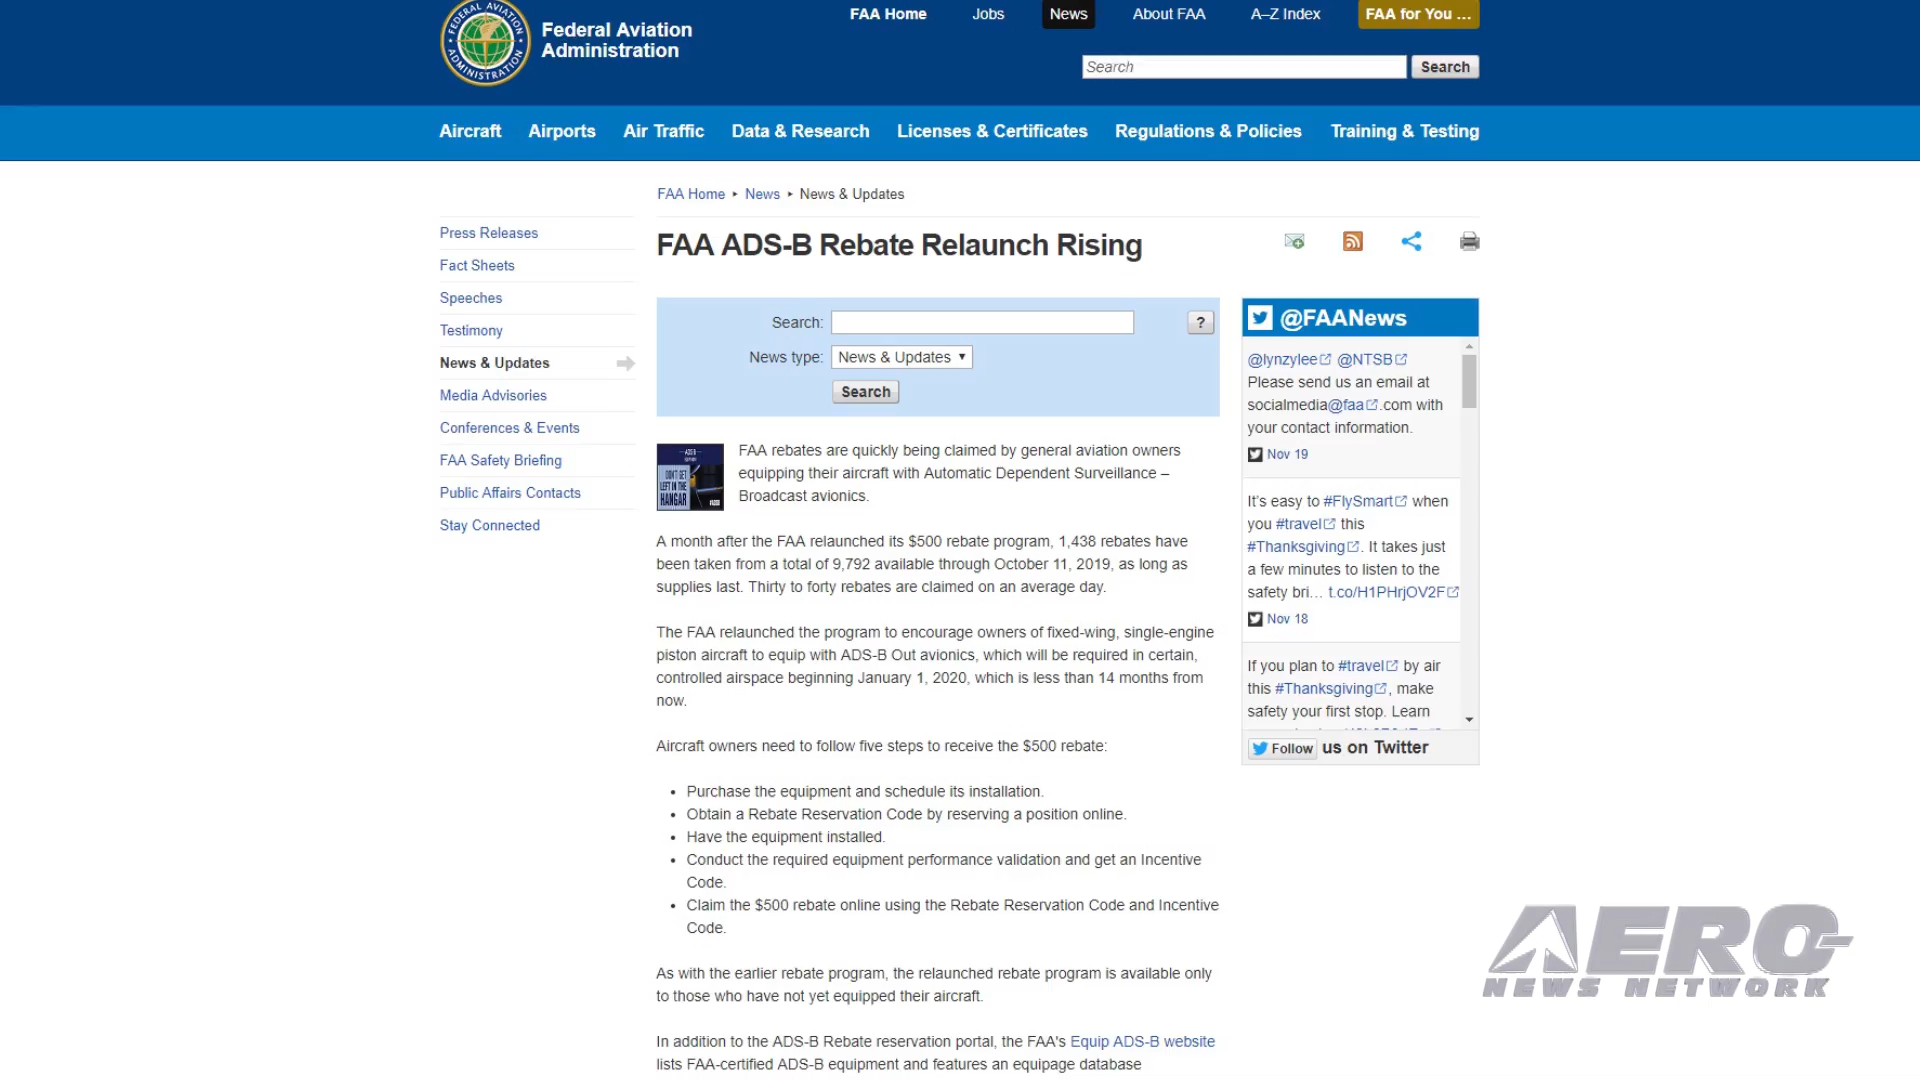 FEDERAL AVIATION
ADMINISTRATION
Federal Aviation
Administration
FAA Home Jobs News About FAA A–Z Index FAA for You ...
Search Search
Aircraft Airports Air Traffic Data & Research Licenses & Certificates Regulations & Policies Training & Testing
FAA Home ▸ News ▸ News & Updates
Press Releases
Fact Sheets
Speeches
Testimony
News & Updates
Media Advisories
Conferences & Events
FAA Safety Briefing
Public Affairs Contacts
Stay Connected
FAA ADS-B Rebate Relaunch Rising
Search: ?
News type: News & Updates ▼
Search
ADS-B
DON'T GET
LEFT IN THE
HANGAR
FAA rebates are quickly being claimed by general aviation owners
equipping their aircraft with Automatic Dependent Surveillance –
Broadcast avionics.
A month after the FAA relaunched its $500 rebate program, 1,438 rebates have
been taken from a total of 9,792 available through October 11, 2019, as long as
supplies last. Thirty to forty rebates are claimed on an average day.
The FAA relaunched the program to encourage owners of fixed-wing, single-engine
piston aircraft to equip with ADS-B Out avionics, which will be required in certain,
controlled airspace beginning January 1, 2020, which is less than 14 months from
now.
Aircraft owners need to follow five steps to receive the $500 rebate:
• Purchase the equipment and schedule its installation.
• Obtain a Rebate Reservation Code by reserving a position online.
• Have the equipment installed.
• Conduct the required equipment performance validation and get an Incentive
Code.
• Claim the $500 rebate online using the Rebate Reservation Code and Incentive
Code.
As with the earlier rebate program, the relaunched rebate program is available only
to those who have not yet equipped their aircraft.
In addition to the ADS-B Rebate reservation portal, the FAA's Equip ADS-B website
lists FAA-certified ADS-B equipment and features an equipage database
@FAANews
@lynzylee @NTSB
Please send us an email at
socialmedia@faa.com with
your contact information.
Nov 19
It's easy to #FlySmart when
you #travel this
#Thanksgiving. It takes just
a few minutes to listen to the
safety bri... t.co/H1PHrjOV2F
Nov 18
If you plan to #travel by air
this #Thanksgiving, make
safety your first stop. Learn
Follow us on Twitter
AERO-
NEWS NETWORK